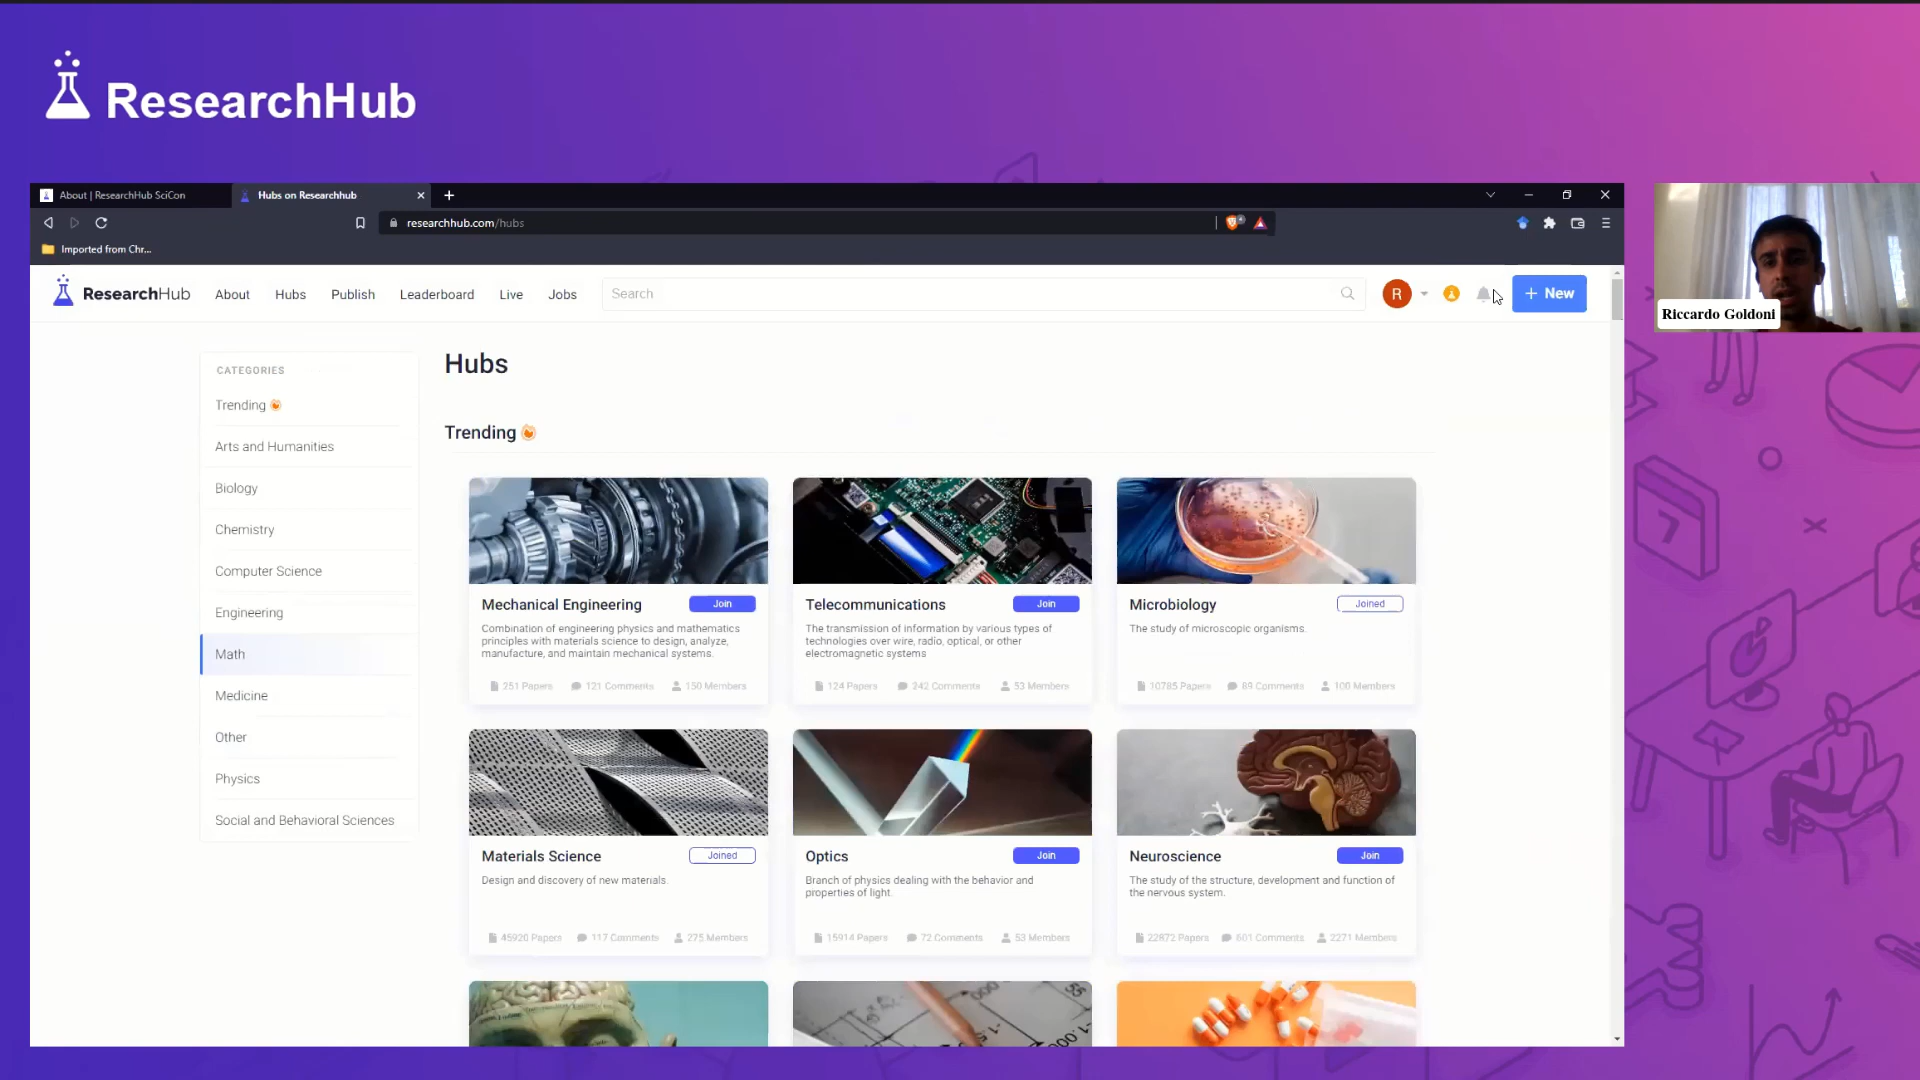 ResearchHub
About | ResearchHub SciCon
Hubs on Researchhub
researchhub.com/hubs
Imported from Chr...
ResearchHub
About
Hubs
Publish
Leaderboard
Live
Jobs
Search
R
+ New
Riccardo Goldoni
CATEGORIES
Trending
Arts and Humanities
Biology
Chemistry
Computer Science
Engineering
Math
Medicine
Other
Physics
Social and Behavioral Sciences
Hubs
Trending
Mechanical Engineering
Join
Combination of engineering physics and mathematics
principles with materials science to design, analyze,
manufacture, and maintain mechanical systems.
251 Papers
121 Comments
150 Members
Telecommunications
Join
The transmission of information by various types of
technologies over wire, radio, optical, or other
electromagnetic systems
124 Papers
242 Comments
53 Members
Microbiology
Joined
The study of microscopic organisms.
10785 Papers
89 Comments
100 Members
Materials Science
Joined
Design and discovery of new materials.
45920 Papers
117 Comments
275 Members
Optics
Join
Branch of physics dealing with the behavior and
properties of light.
15914 Papers
72 Comments
53 Members
Neuroscience
Join
The study of the structure, development and function of
the nervous system.
22872 Papers
601 Comments
2271 Members
7